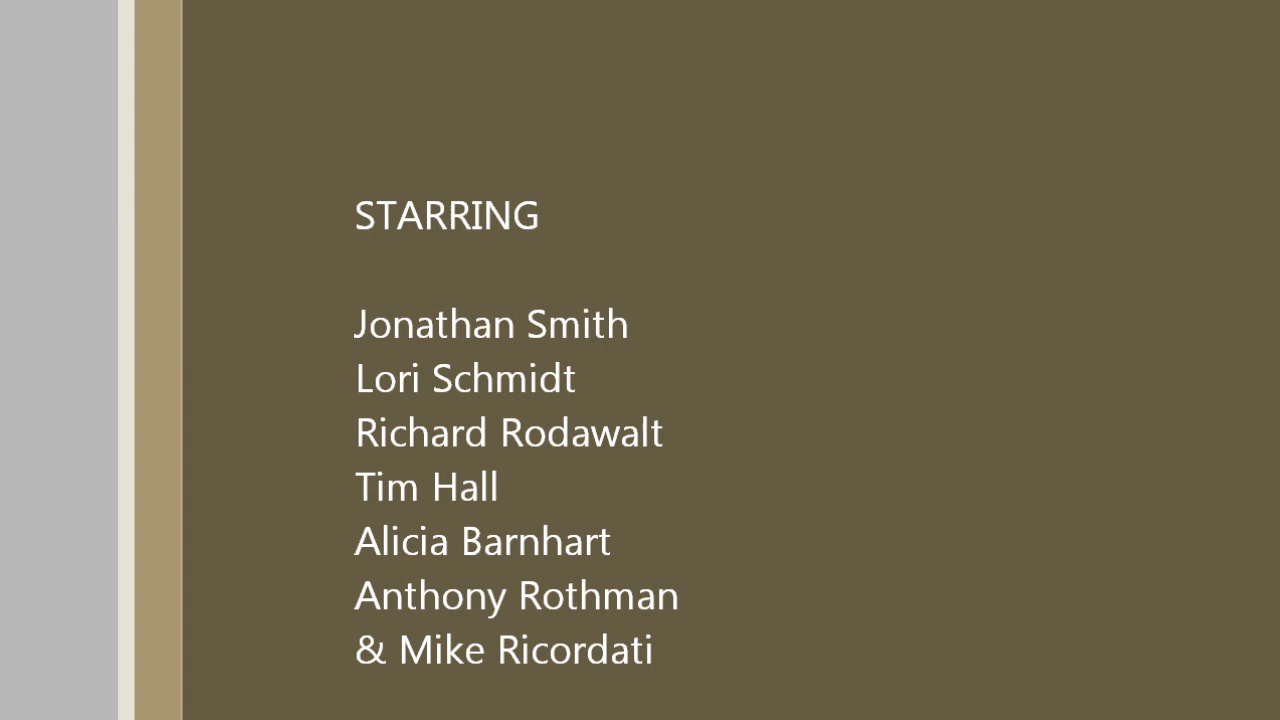 STARRING
Jonathan Smith
Lori Schmidt
Richard Rodawalt
Tim Hall
Alicia Barnhart
Anthony Rothman
& Mike Ricordati